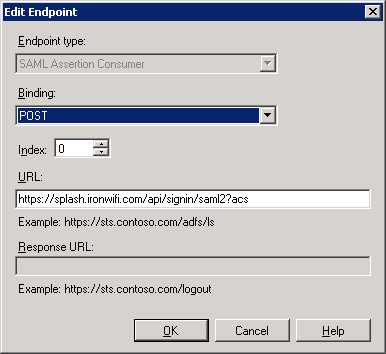 Edit Endpoint
Endpoint type:
SAML Assertion Consumer
Binding:
POST
Index: 0
URL:
https://splash.ironwifi.com/api/signin/saml2?acs
Example: https://sts.contoso.com/adfs/ls
Response URL:
Example: https://sts.contoso.com/logout
OK Cancel Help